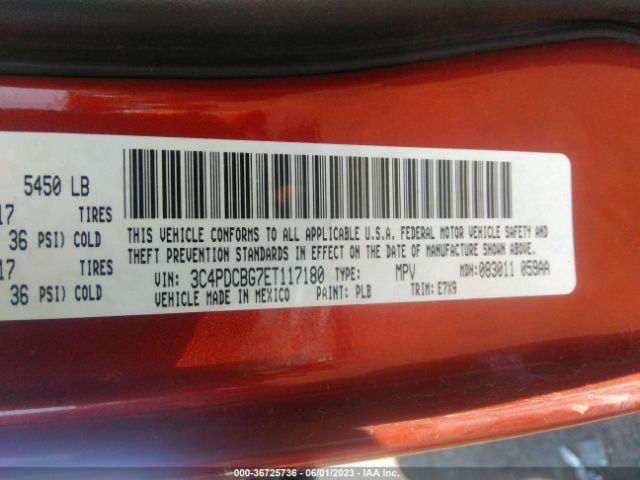 5450 LB
17 TIRES
36 PSI) COLD
17 TIRES
36 PSI) COLD
THIS VEHICLE CONFORMS TO ALL APPLICABLE U.S.A. FEDERAL MOTOR VEHICLE SAFETY AND
THEFT PREVENTION STANDARDS IN EFFECT ON THE DATE OF MANUFACTURE SHOWN ABOVE.
VIN: 3C4PDCBG7ET117180 TYPE: MPV MDH:083011 059AA
VEHICLE MADE IN MEXICO PAINT: PLB TRIM: E7X9
000-36725736 - 06/01/2023 - IAA Inc.